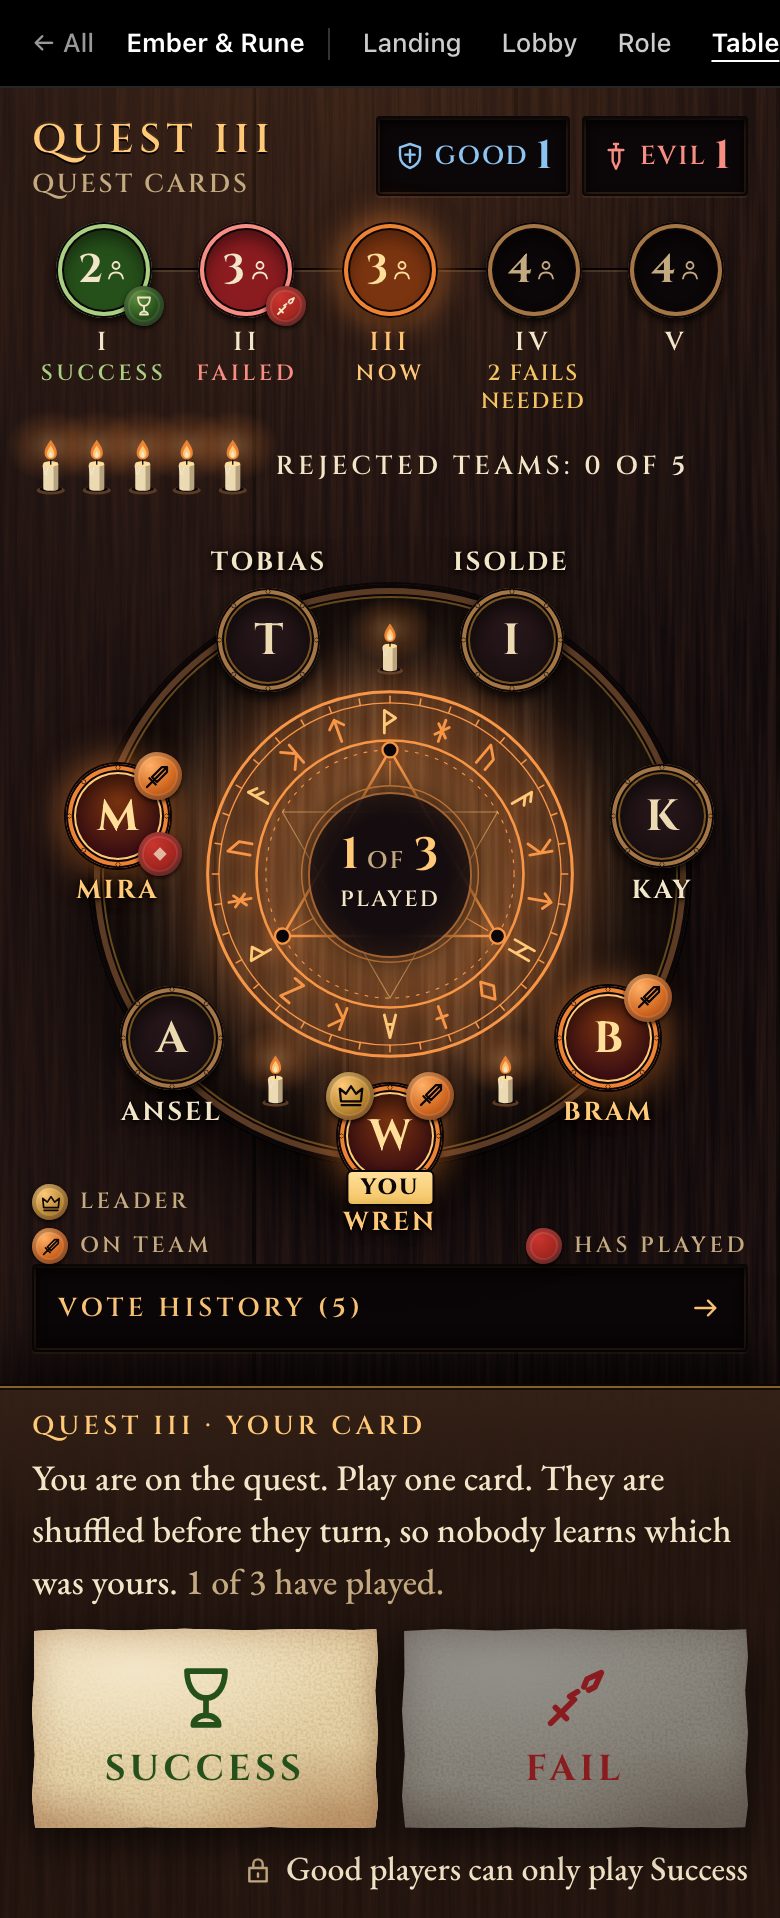 ← All Ember & Rune Landing Lobby Role Table
QUEST III
QUEST CARDS
GOOD 1
EVIL 1
2 3 3 4 4
I II III IV V
SUCCESS FAILED NOW 2 FAILS
NEEDED
REJECTED TEAMS: 0 OF 5
TOBIAS ISOLDE
T I
M K
1 OF 3
PLAYED
MIRA KAY
A B
ANSEL BRAM
W
YOU
WREN
LEADER
ON TEAM HAS PLAYED
VOTE HISTORY (5) →
QUEST III · YOUR CARD
You are on the quest. Play one card. They are
shuffled before they turn, so nobody learns which
was yours. 1 of 3 have played.
SUCCESS FAIL
Good players can only play Success